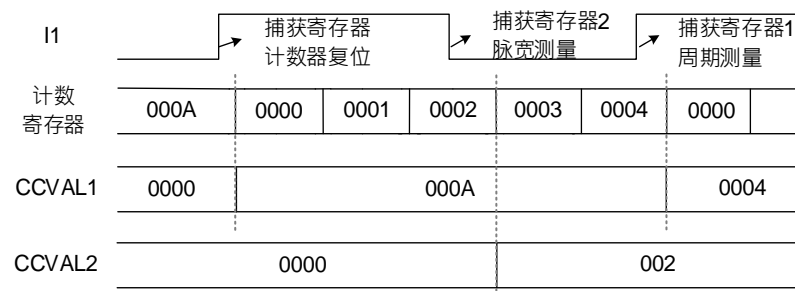 I1
捕获寄存器
计数器复位
捕获寄存器2
脉宽测量
捕获寄存器1
周期测量
计数
寄存器
000A
0000
0001
0002
0003
0004
0000
CCVAL1
0000
000A
0004
CCVAL2
0000
002